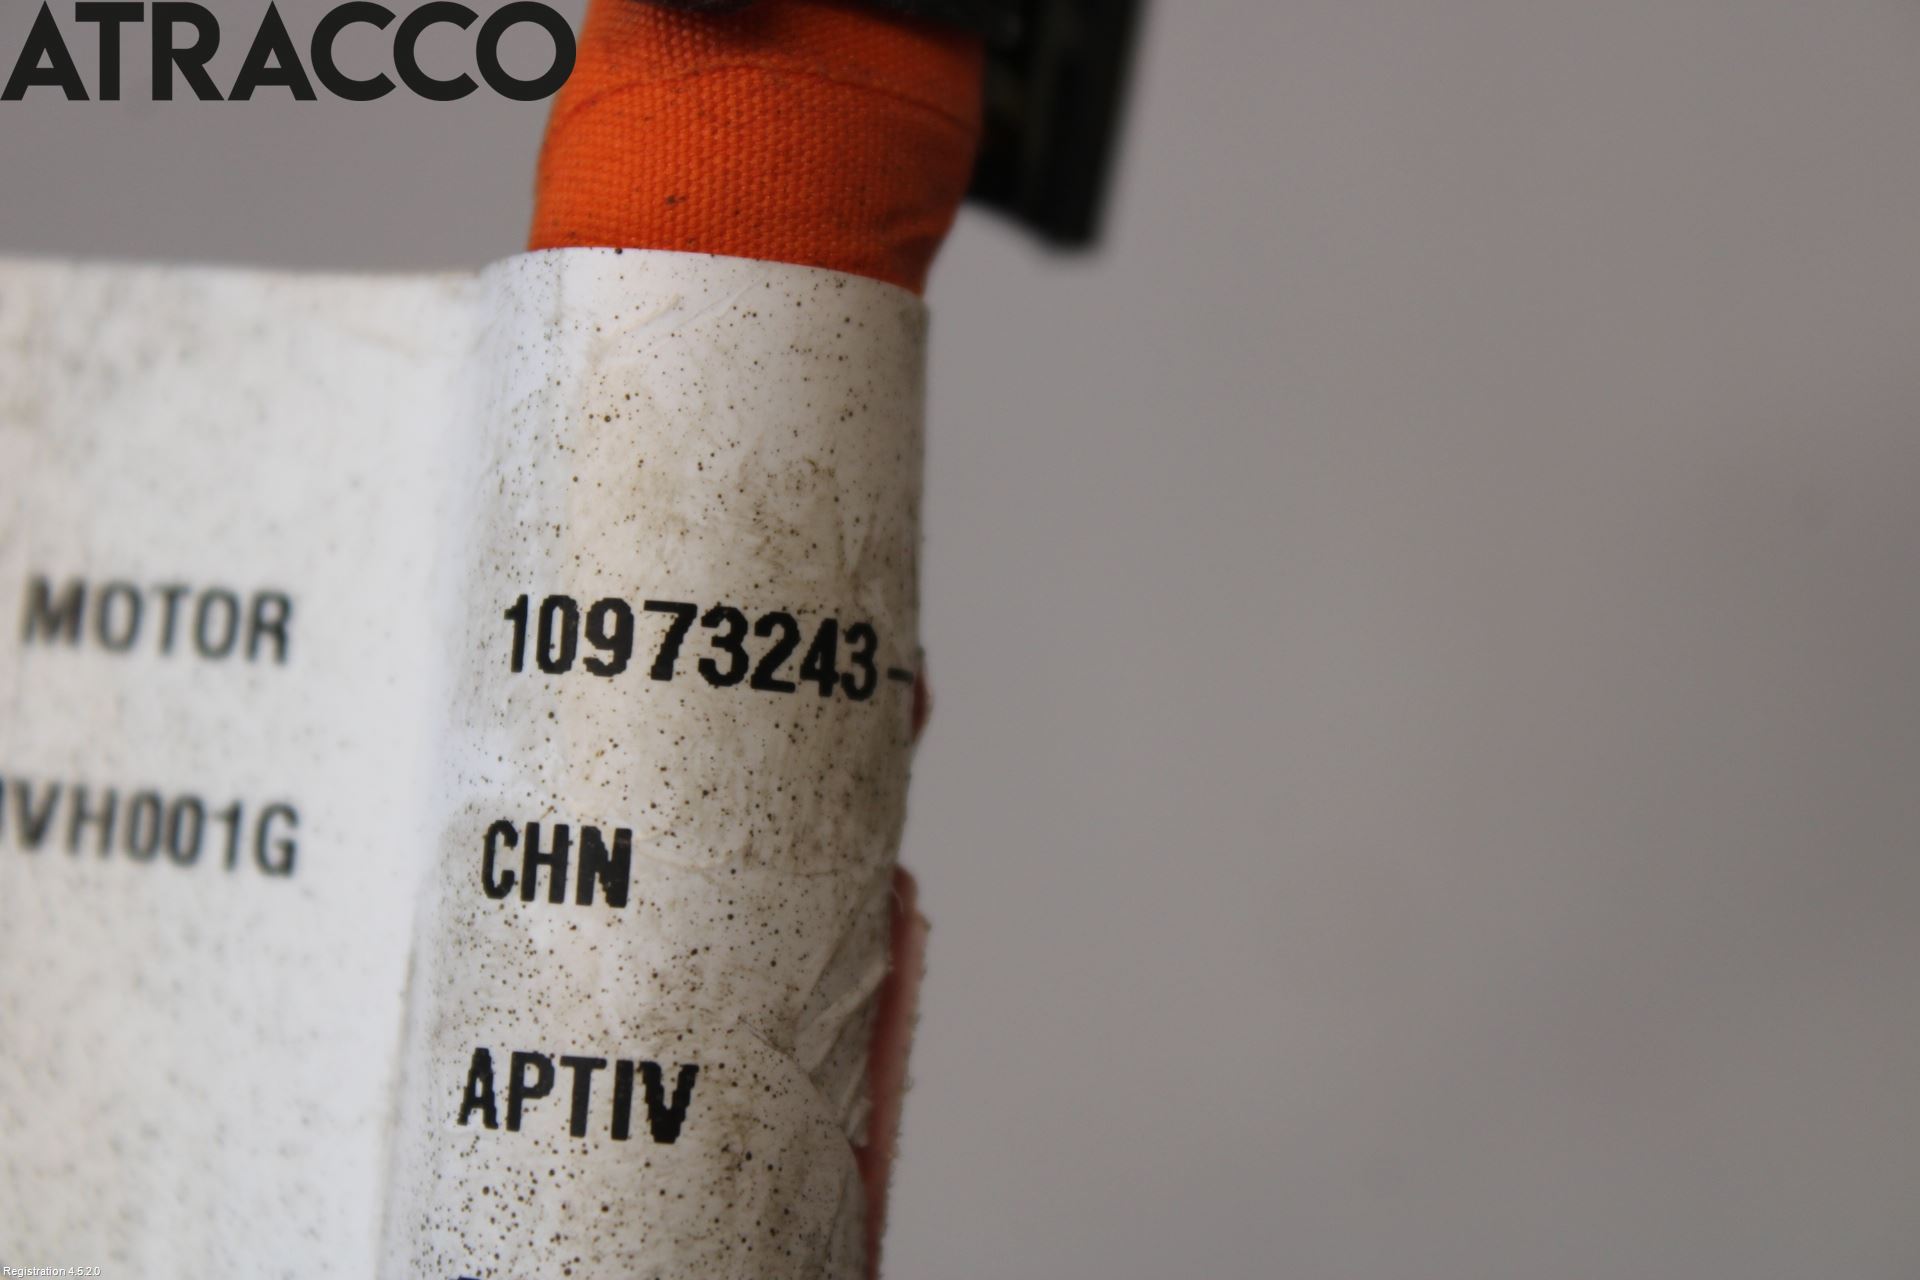 ATRACCO
MOTOR 10973243-
VH001G CHN
APTIV
Registration 4.5.2.0